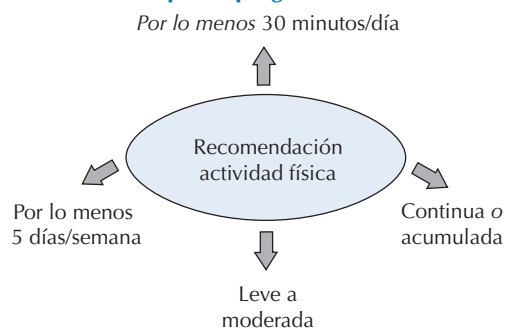 Por lo menos 30 minutos/día
Recomendación
actividad física
Por lo menos
5 días/semana
Continua o
acumulada
Leve a
moderada